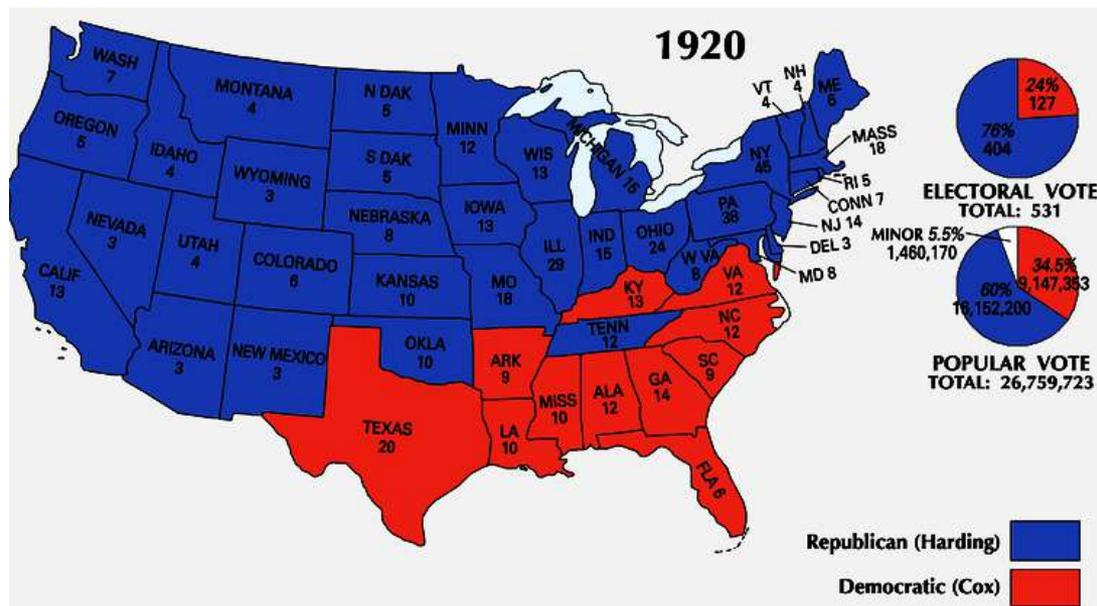 1920
WASH
7
OREGON
5
CALIF
13
NEVADA
3
IDAHO
4
MONTANA
4
WYOMING
3
UTAH
4
COLORADO
6
ARIZONA
3
NEW MEXICO
3
N DAK
5
S DAK
5
NEBRASKA
8
KANSAS
10
OKLA
10
TEXAS
20
MINN
12
IOWA
13
MO
18
ARK
9
LA
10
WIS
13
ILL
29
MICHIGAN 15
IND
15
OHIO
24
KY
13
TENN
12
MISS
10
ALA
12
GA
14
FLA 6
SC
9
NC
12
VA
12
W VA
8
PA
38
NY
45
VT
4
NH
4
ME
6
MASS
18
RI 5
CONN 7
NJ 14
DEL 3
MD 8
24%
127
76%
404
ELECTORAL VOTE
TOTAL: 531
MINOR 5.5%
1,460,170
34.5%
9,147,353
60%
16,152,200
POPULAR VOTE
TOTAL: 26,759,723
Republican (Harding)
Democratic (Cox)